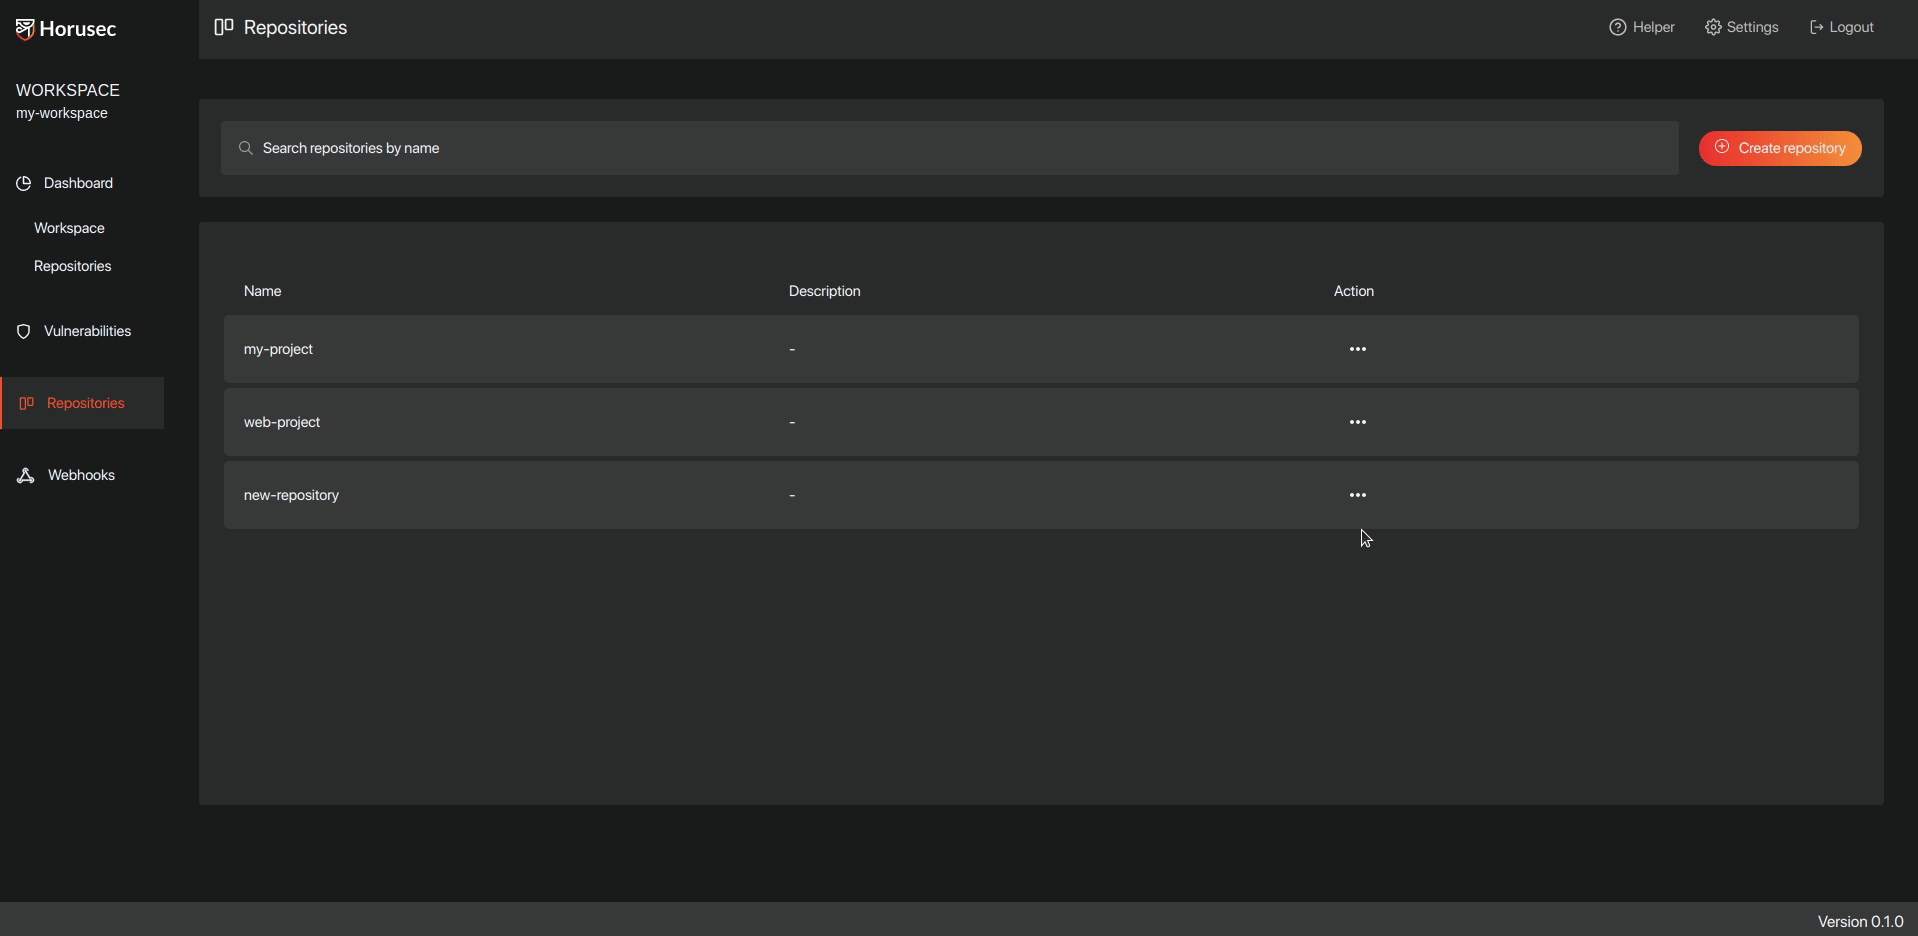 Horusec
Repositories
Helper
Settings
Logout
WORKSPACE
my-workspace
Search repositories by name
Create repository
Dashboard
Workspace
Repositories
Vulnerabilities
Repositories
Webhooks
Name Description Action
my-project - •••
web-project - •••
new-repository - •••
Version 0.1.0